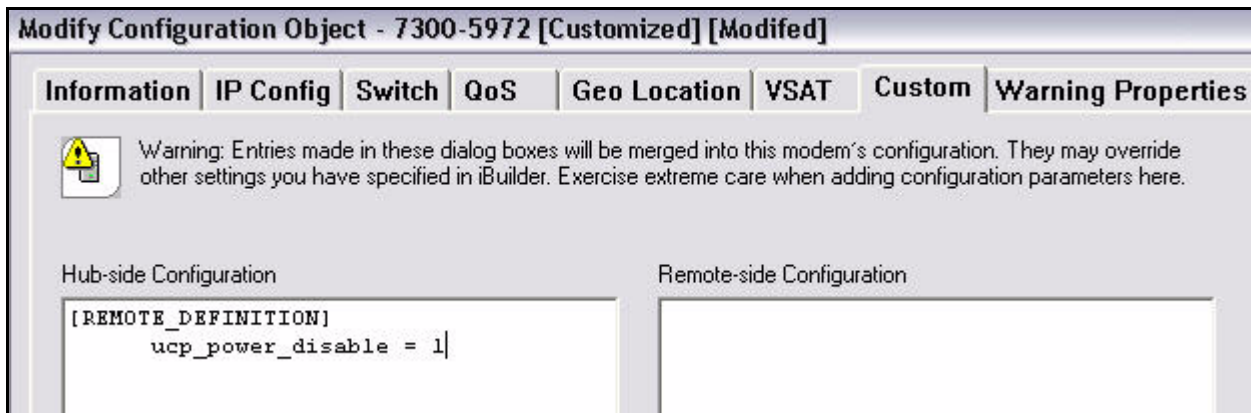 Modify Configuration Object - 7300-5972 [Customized] [Modifed]
Information IP Config Switch QoS Geo Location VSAT Custom Warning Properties
Warning: Entries made in these dialog boxes will be merged into this modem's configuration. They may override
other settings you have specified in iBuilder. Exercise extreme care when adding configuration parameters here.
Hub-side Configuration
Remote-side Configuration
[REMOTE_DEFINITION]
ucp_power_disable = 1